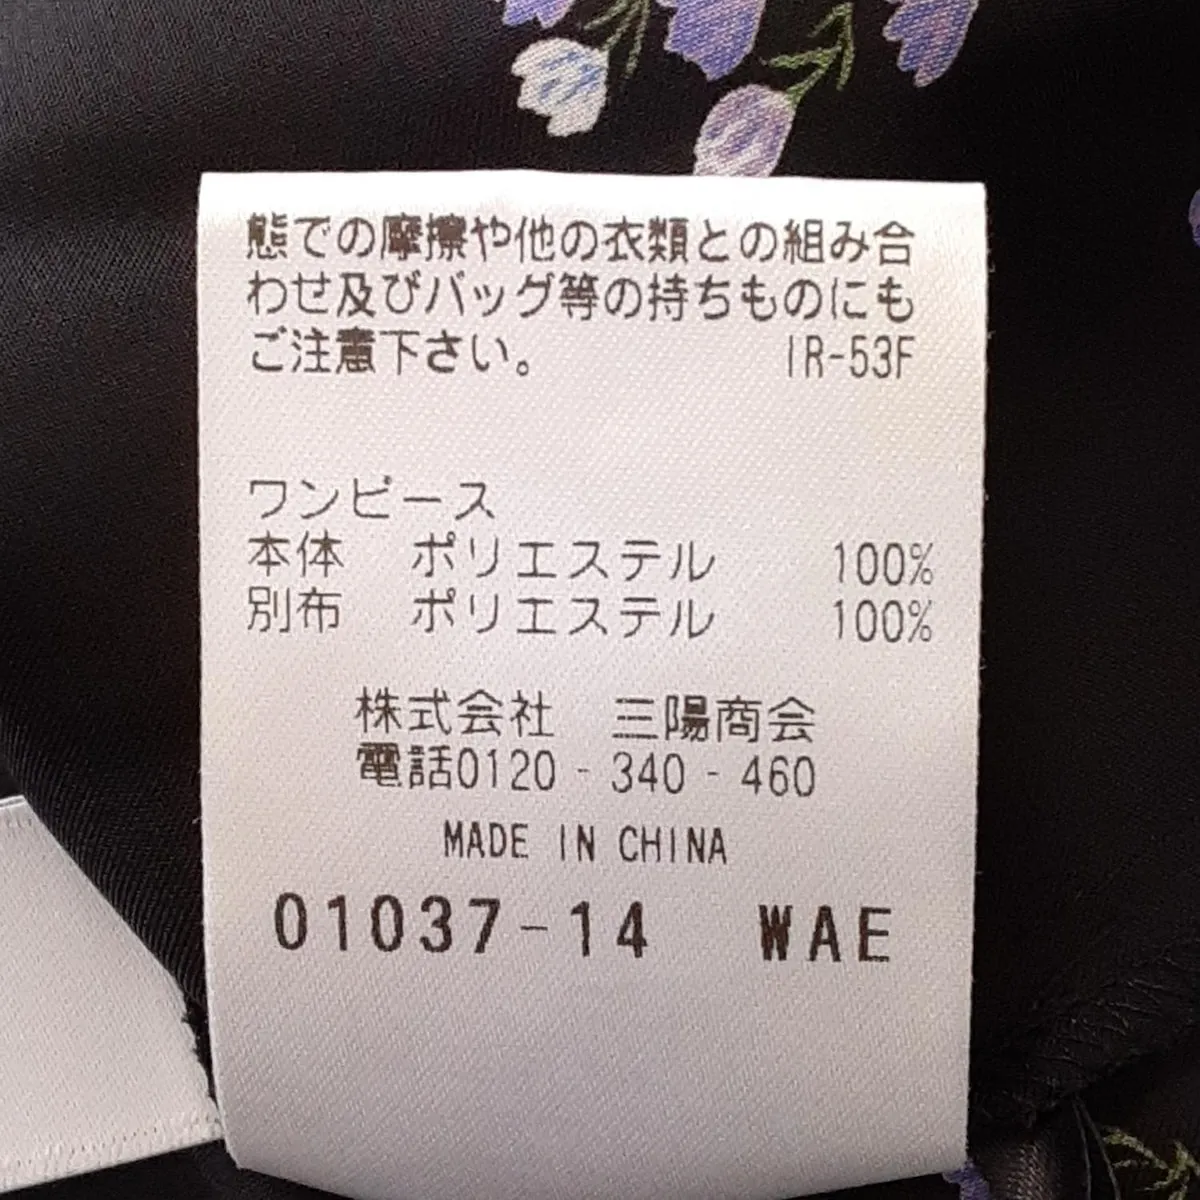 態での摩擦や他の衣類との組み合
わせ及びバッグ等の持ちものにも
ご注意下さい。 IR-53F
ワンピース
本体 ポリエステル 100%
別布 ポリエステル 100%
株式会社 三陽商会
電話0120-340-460
MADE IN CHINA
01037-14 WAE